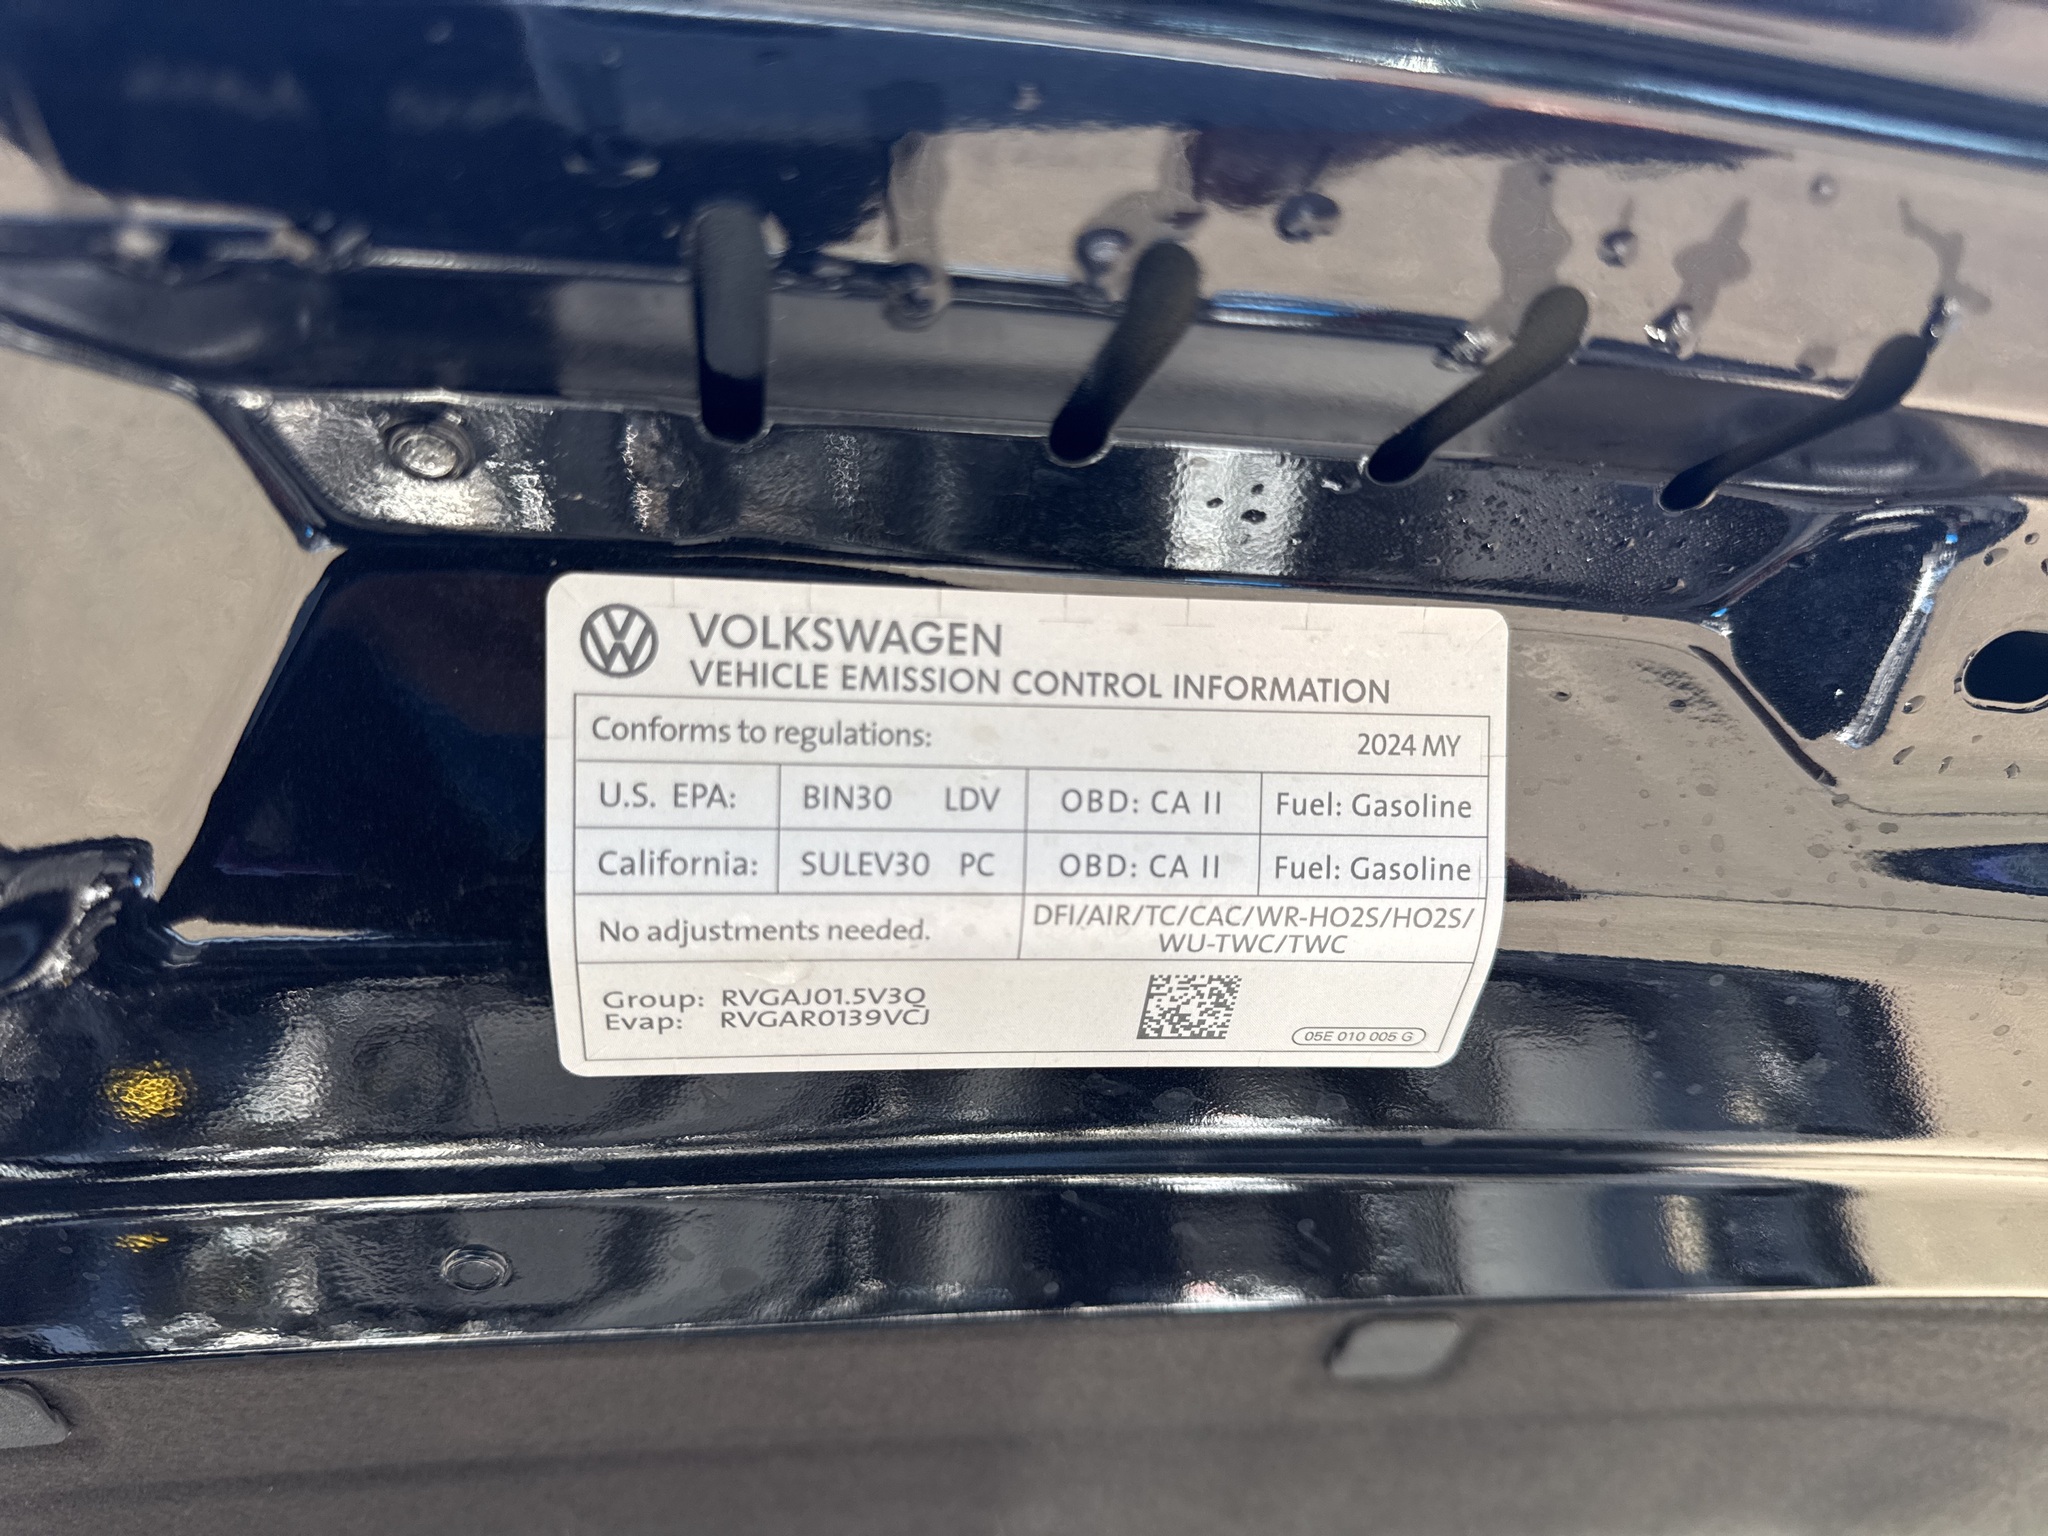 VOLKSWAGEN
VEHICLE EMISSION CONTROL INFORMATION
Conforms to regulations: 2024 MY
U.S. EPA: BIN30 LDV OBD: CA II Fuel: Gasoline
California: SULEV30 PC OBD: CA II Fuel: Gasoline
No adjustments needed. DFI/AIR/TC/CAC/WR-HO2S/HO2S/
WU-TWC/TWC
Group: RVGAJ01.5V3Q
Evap: RVGAR0139VCJ
05E 010 005 G